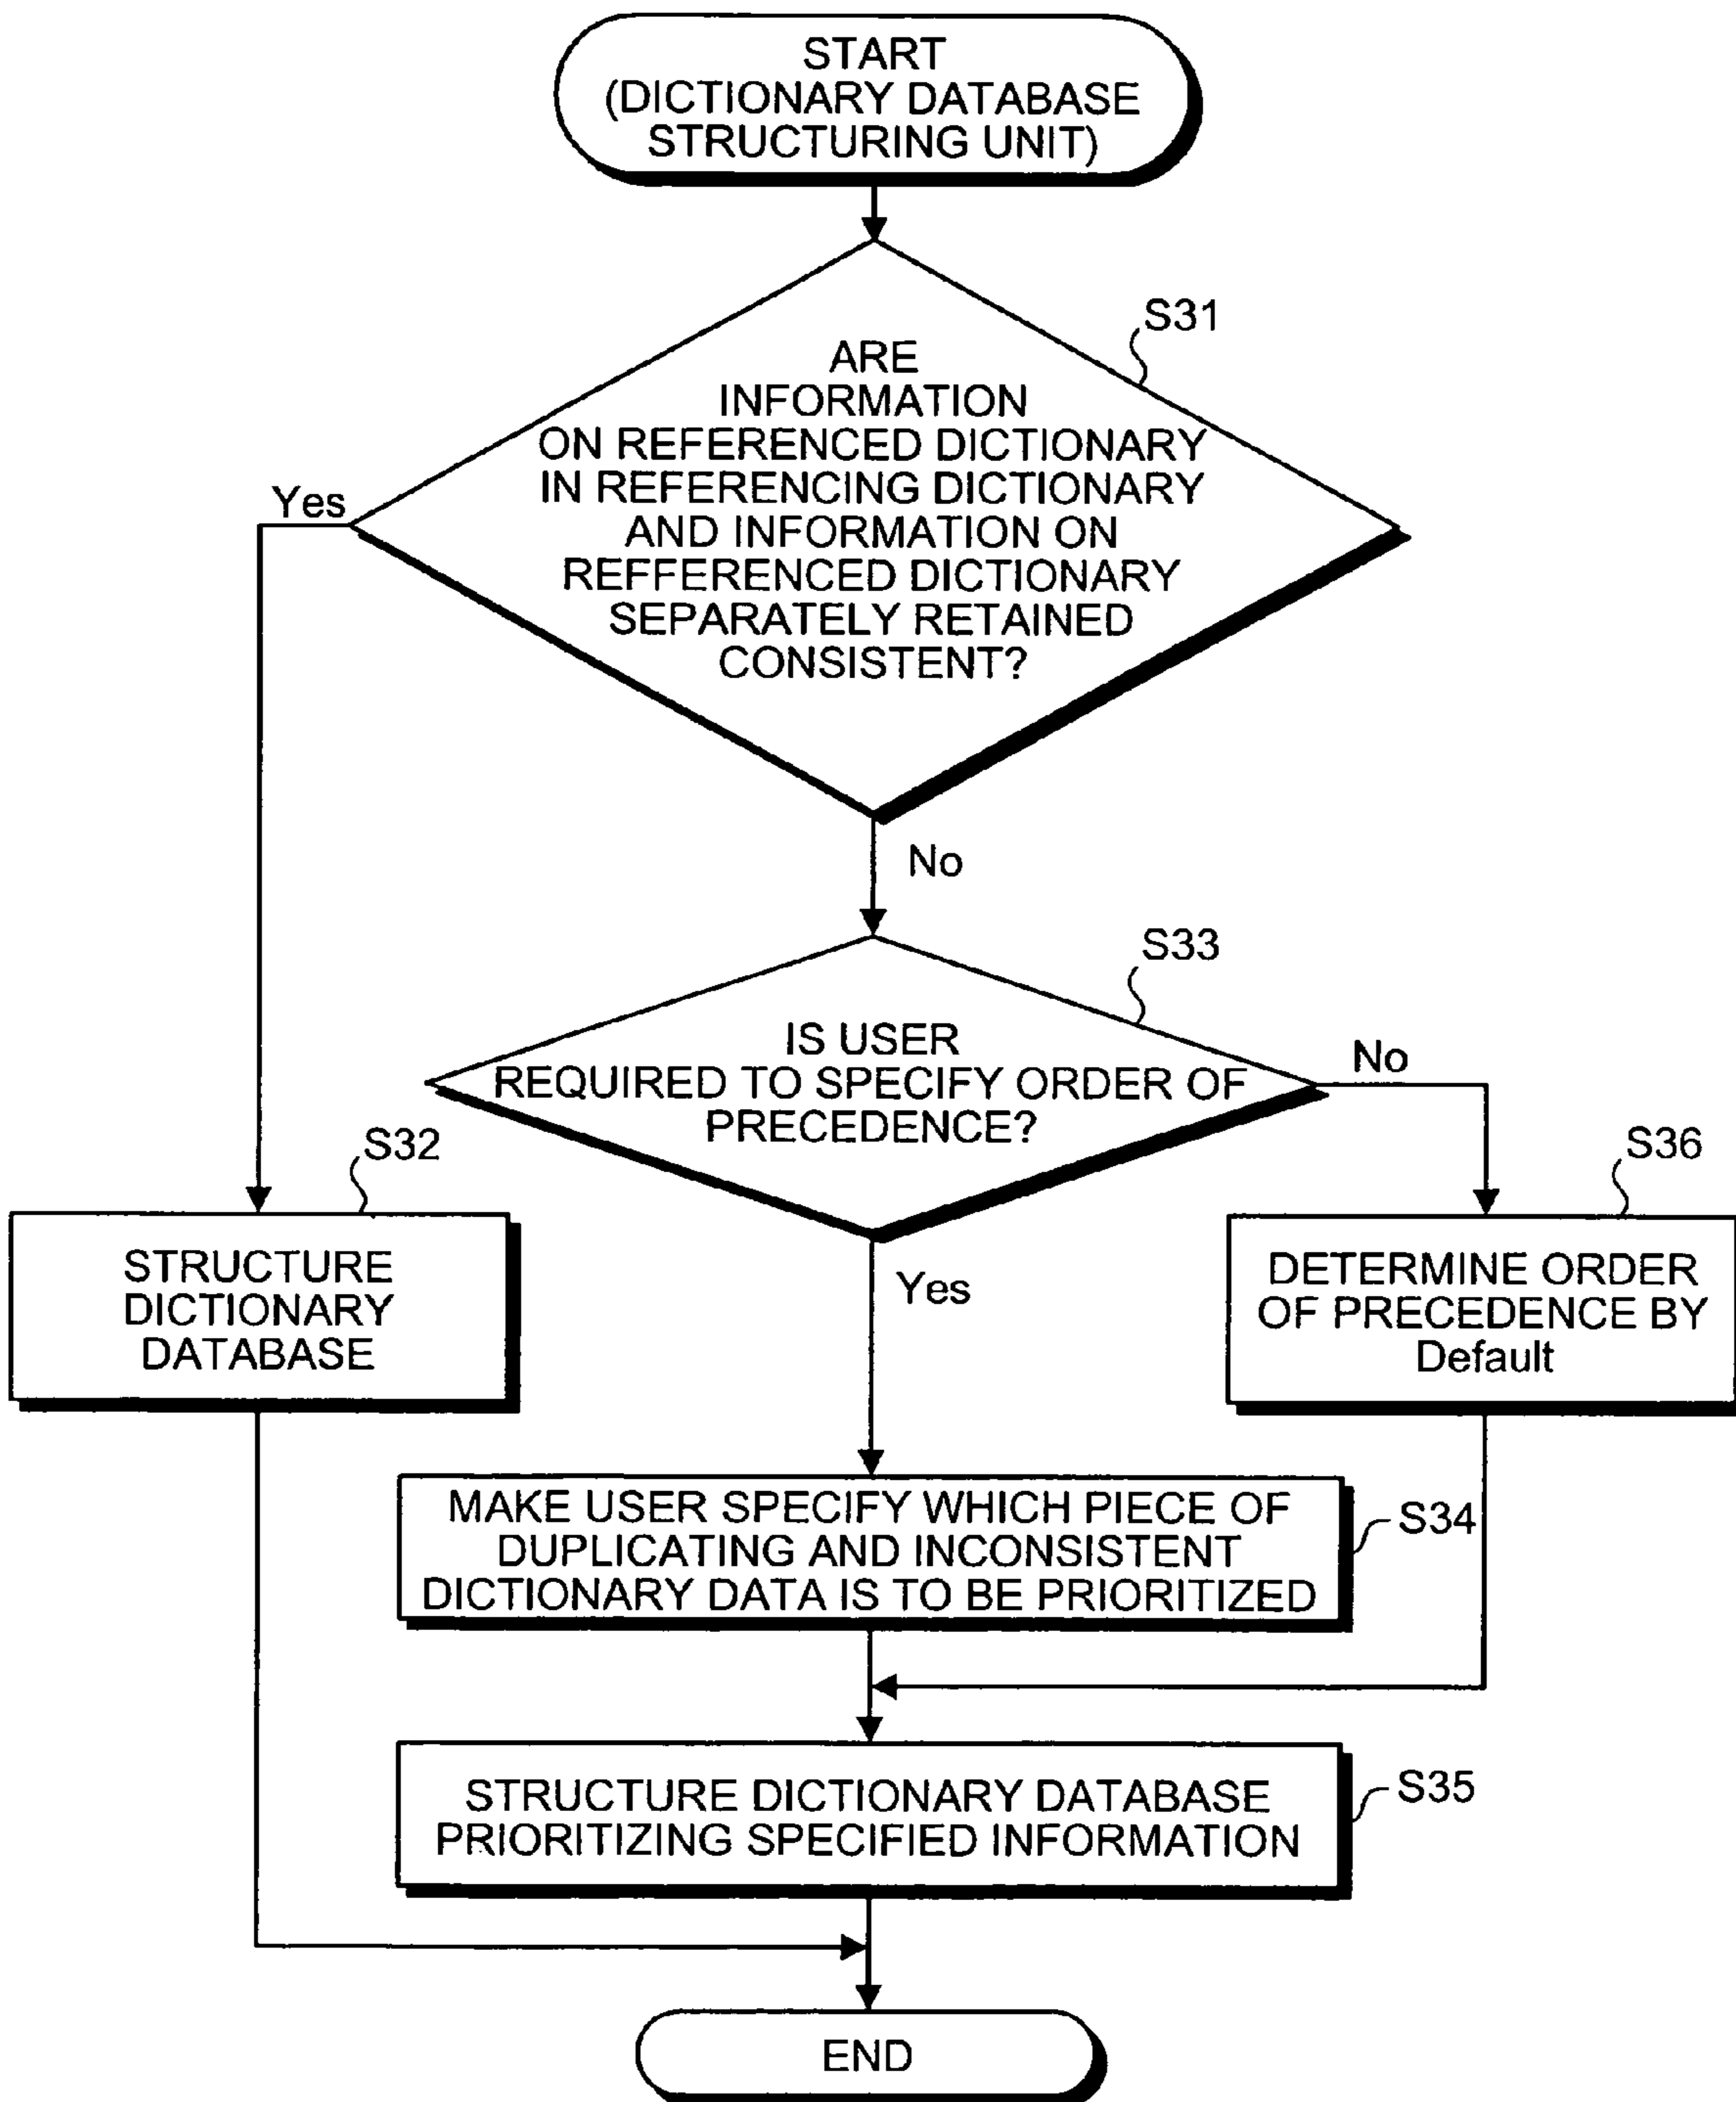 START
(DICTIONARY DATABASE
STRUCTURING UNIT)
S31
ARE
INFORMATION
ON REFERENCED DICTIONARY
IN REFERENCING DICTIONARY
AND INFORMATION ON
REFFERENCED DICTIONARY
SEPARATELY RETAINED
CONSISTENT?
Yes
No
S33
IS USER
REQUIRED TO SPECIFY ORDER OF
PRECEDENCE?
No
Yes
S32
STRUCTURE
DICTIONARY
DATABASE
S36
DETERMINE ORDER
OF PRECEDENCE BY
Default
MAKE USER SPECIFY WHICH PIECE OF
DUPLICATING AND INCONSISTENT
DICTIONARY DATA IS TO BE PRIORITIZED
S34
STRUCTURE DICTIONARY DATABASE
PRIORITIZING SPECIFIED INFORMATION
S35
END